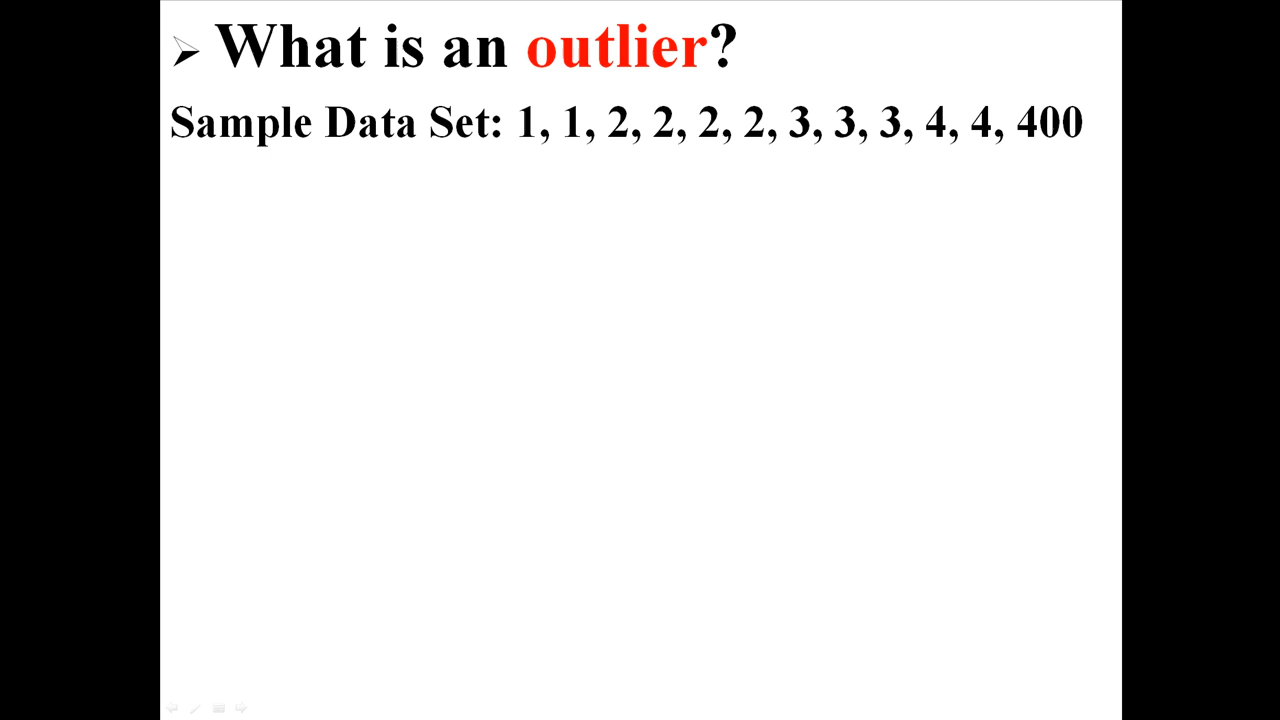 What is an outlier?
Sample Data Set: 1, 1, 2, 2, 2, 2, 3, 3, 3, 4, 4, 400